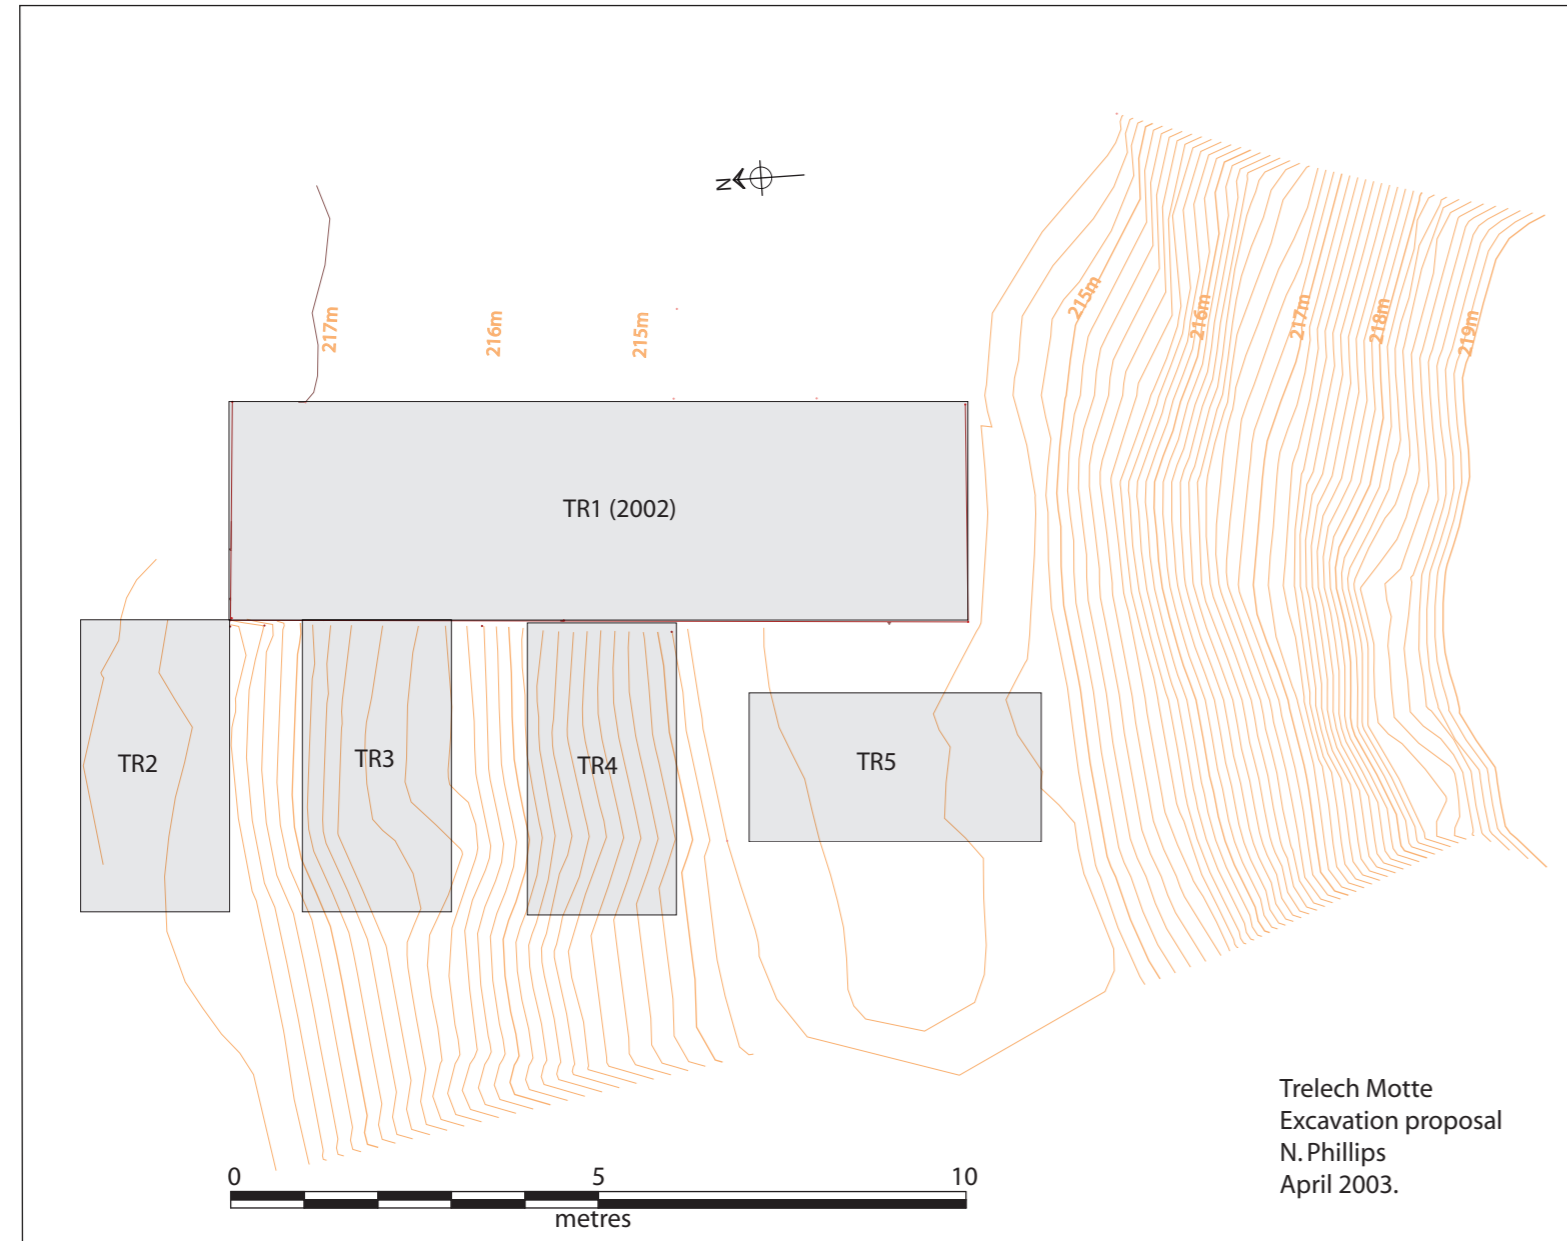 N
217m
216m
215m
215m
216m
217m
218m
219m
TR1 (2002)
TR2
TR3
TR4
TR5
0 5 10
metres
Trelech Motte
Excavation proposal
N. Phillips
April 2003.